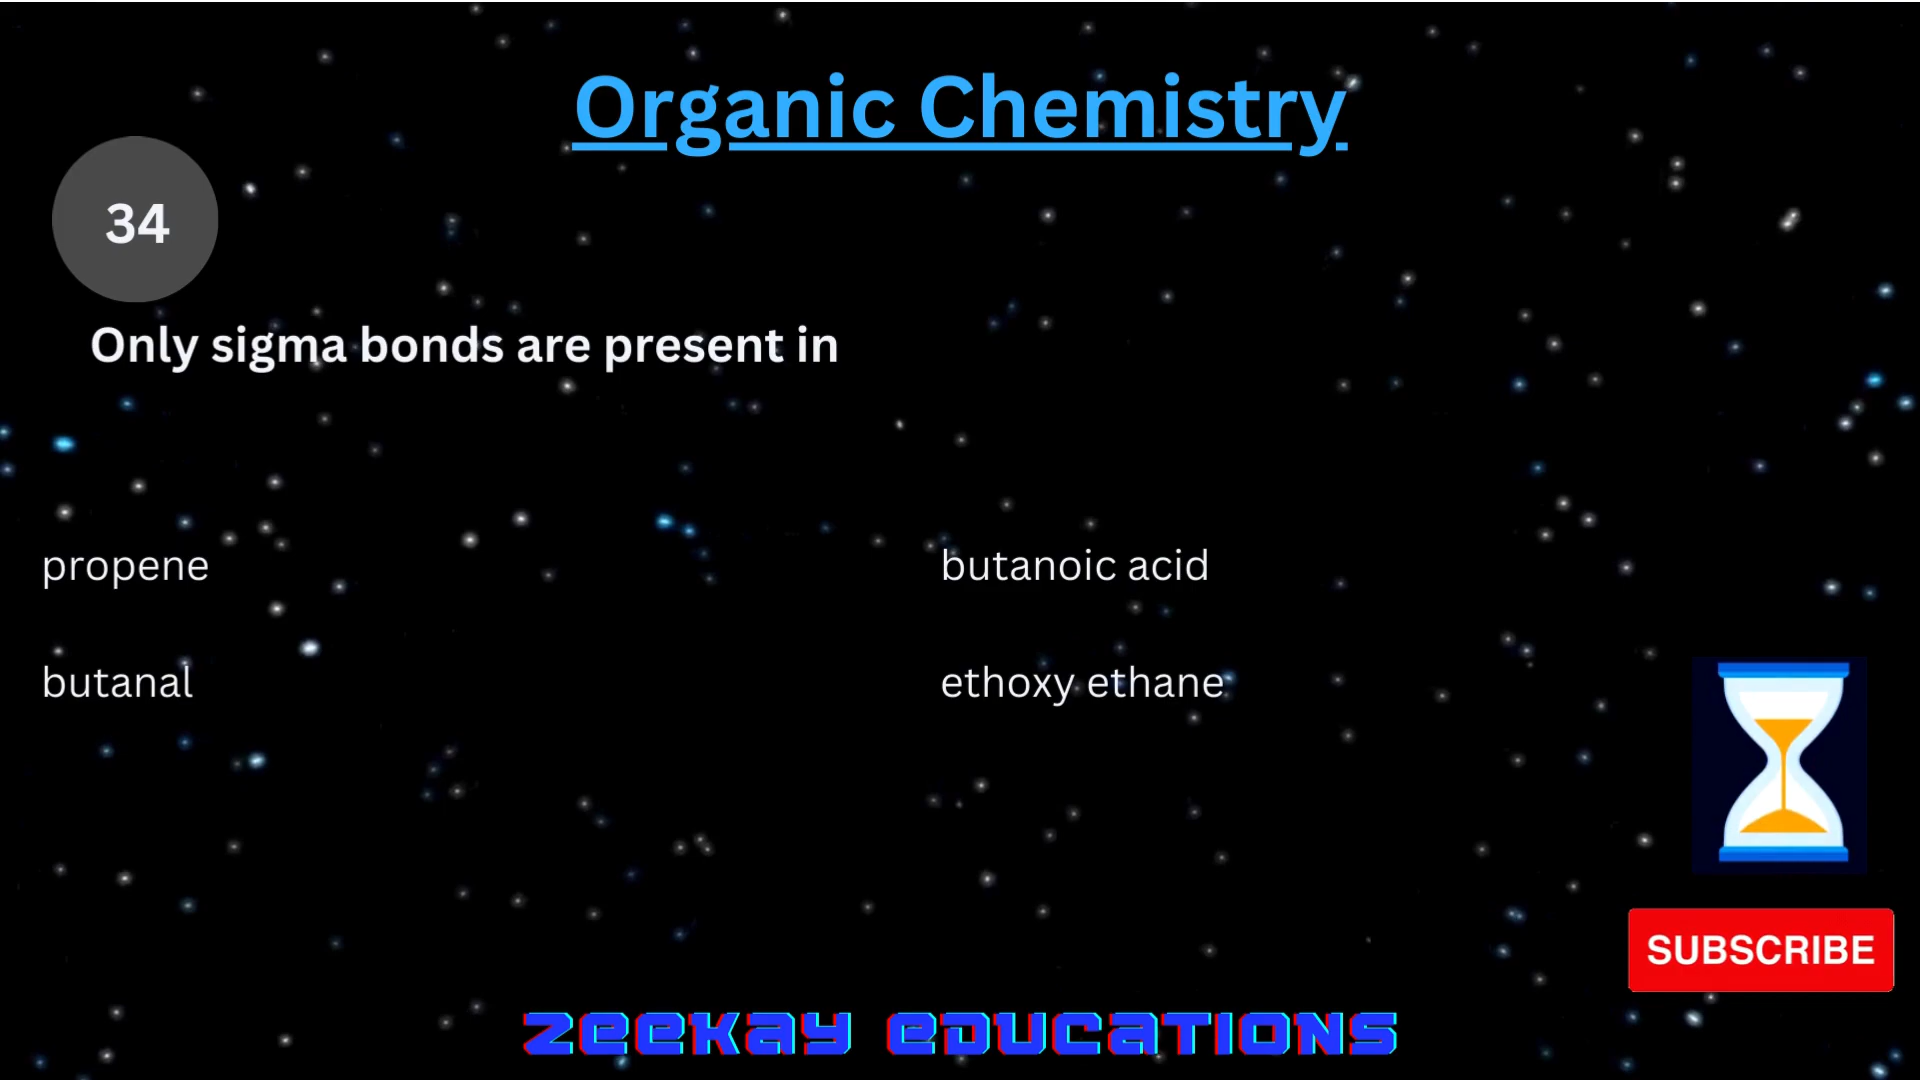 Organic Chemistry
34
Only sigma bonds are present in
propene
butanoic acid
butanal
ethoxy ethane
SUBSCRIBE
ZEEKAY EDUCATIONS